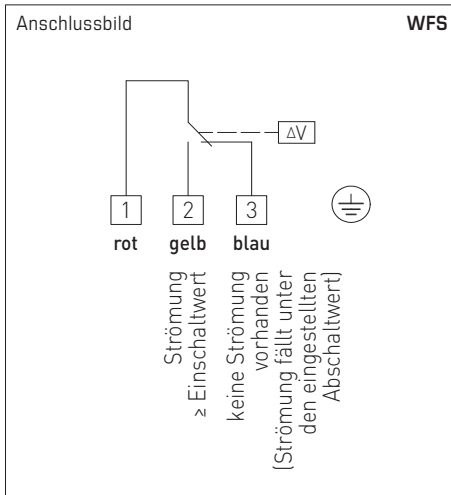 Anschlussbild
WFS
ΔV
1
2
3
rot
gelb
blau
Strömung
≥ Einschaltwert
keine Strömung
vorhanden
(Strömung fällt unter
den eingestellten
Abschaltwert)